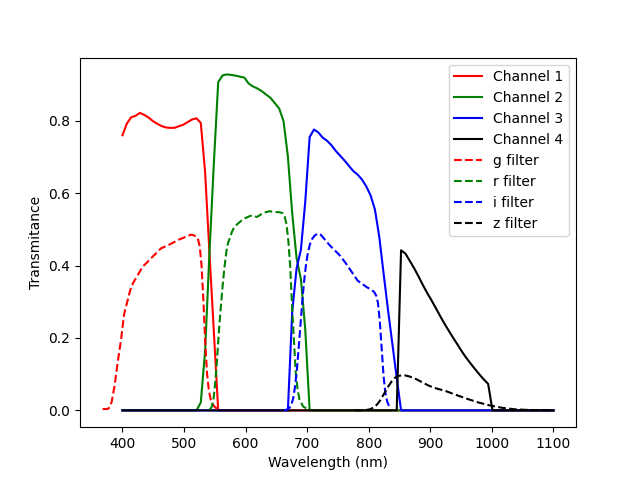 Channel 1
Channel 2
Channel 3
Channel 4
g filter
r filter
i filter
z filter
Transmitance
0.8
0.6
0.4
0.2
0.0
400 500 600 700 800 900 1000 1100
Wavelength (nm)